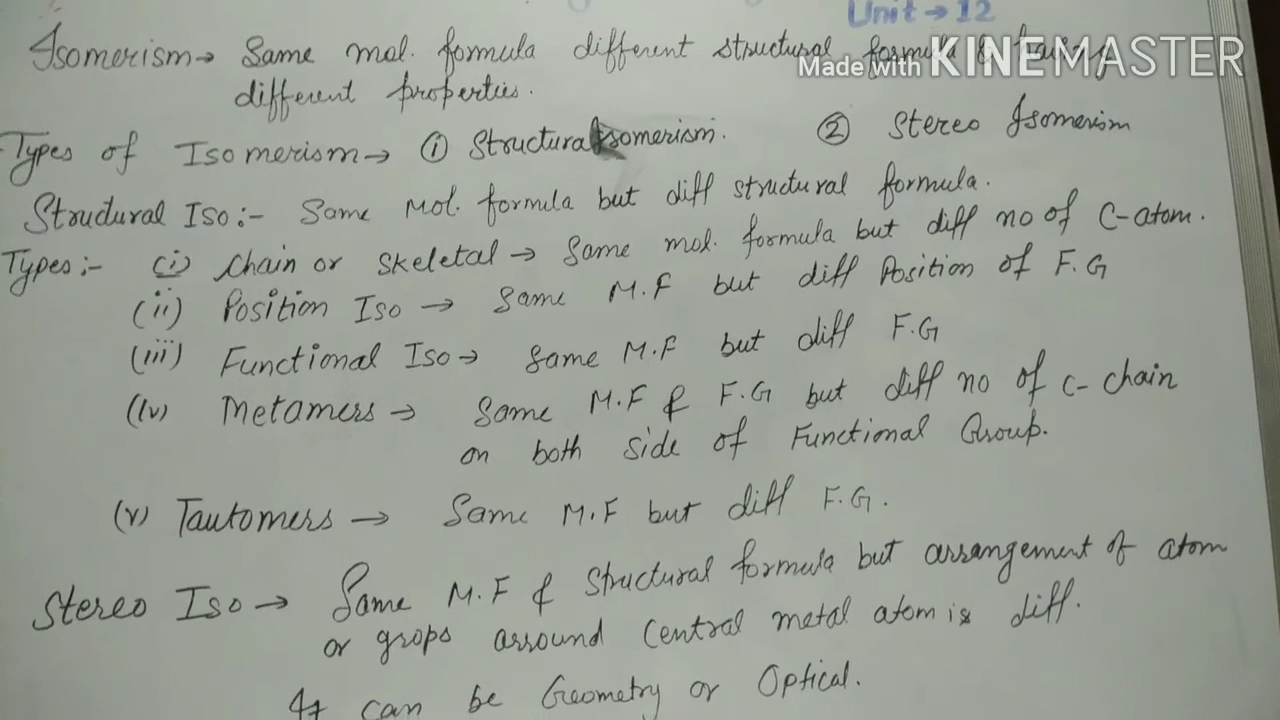 Unit → 12
Isomerism → Same mol. formula different structural formula &
Made with KINEMASTER
different properties.
Types of Isomerism → ① Structural Isomerism. ② Stereo Isomerism
Structural Iso :- Same Mol. formula but diff structural formula.
Types :- (i) Chain or Skeletal → Same mol. formula but diff no of C-atom.
(ii) Position Iso → Same M.F but diff Position of F.G
(iii) Functional Iso → Same M.F but diff F.G
(iv) Metamers → Same M.F & F.G but diff no of C-chain
on both side of Functional Group.
(v) Tautomers → Same M.F but diff F.G.
Stereo Iso → Same M.F & Structural formula but arrangement of atom
or grops arround Central metal atom is diff.
It can be Geometry or Optical.